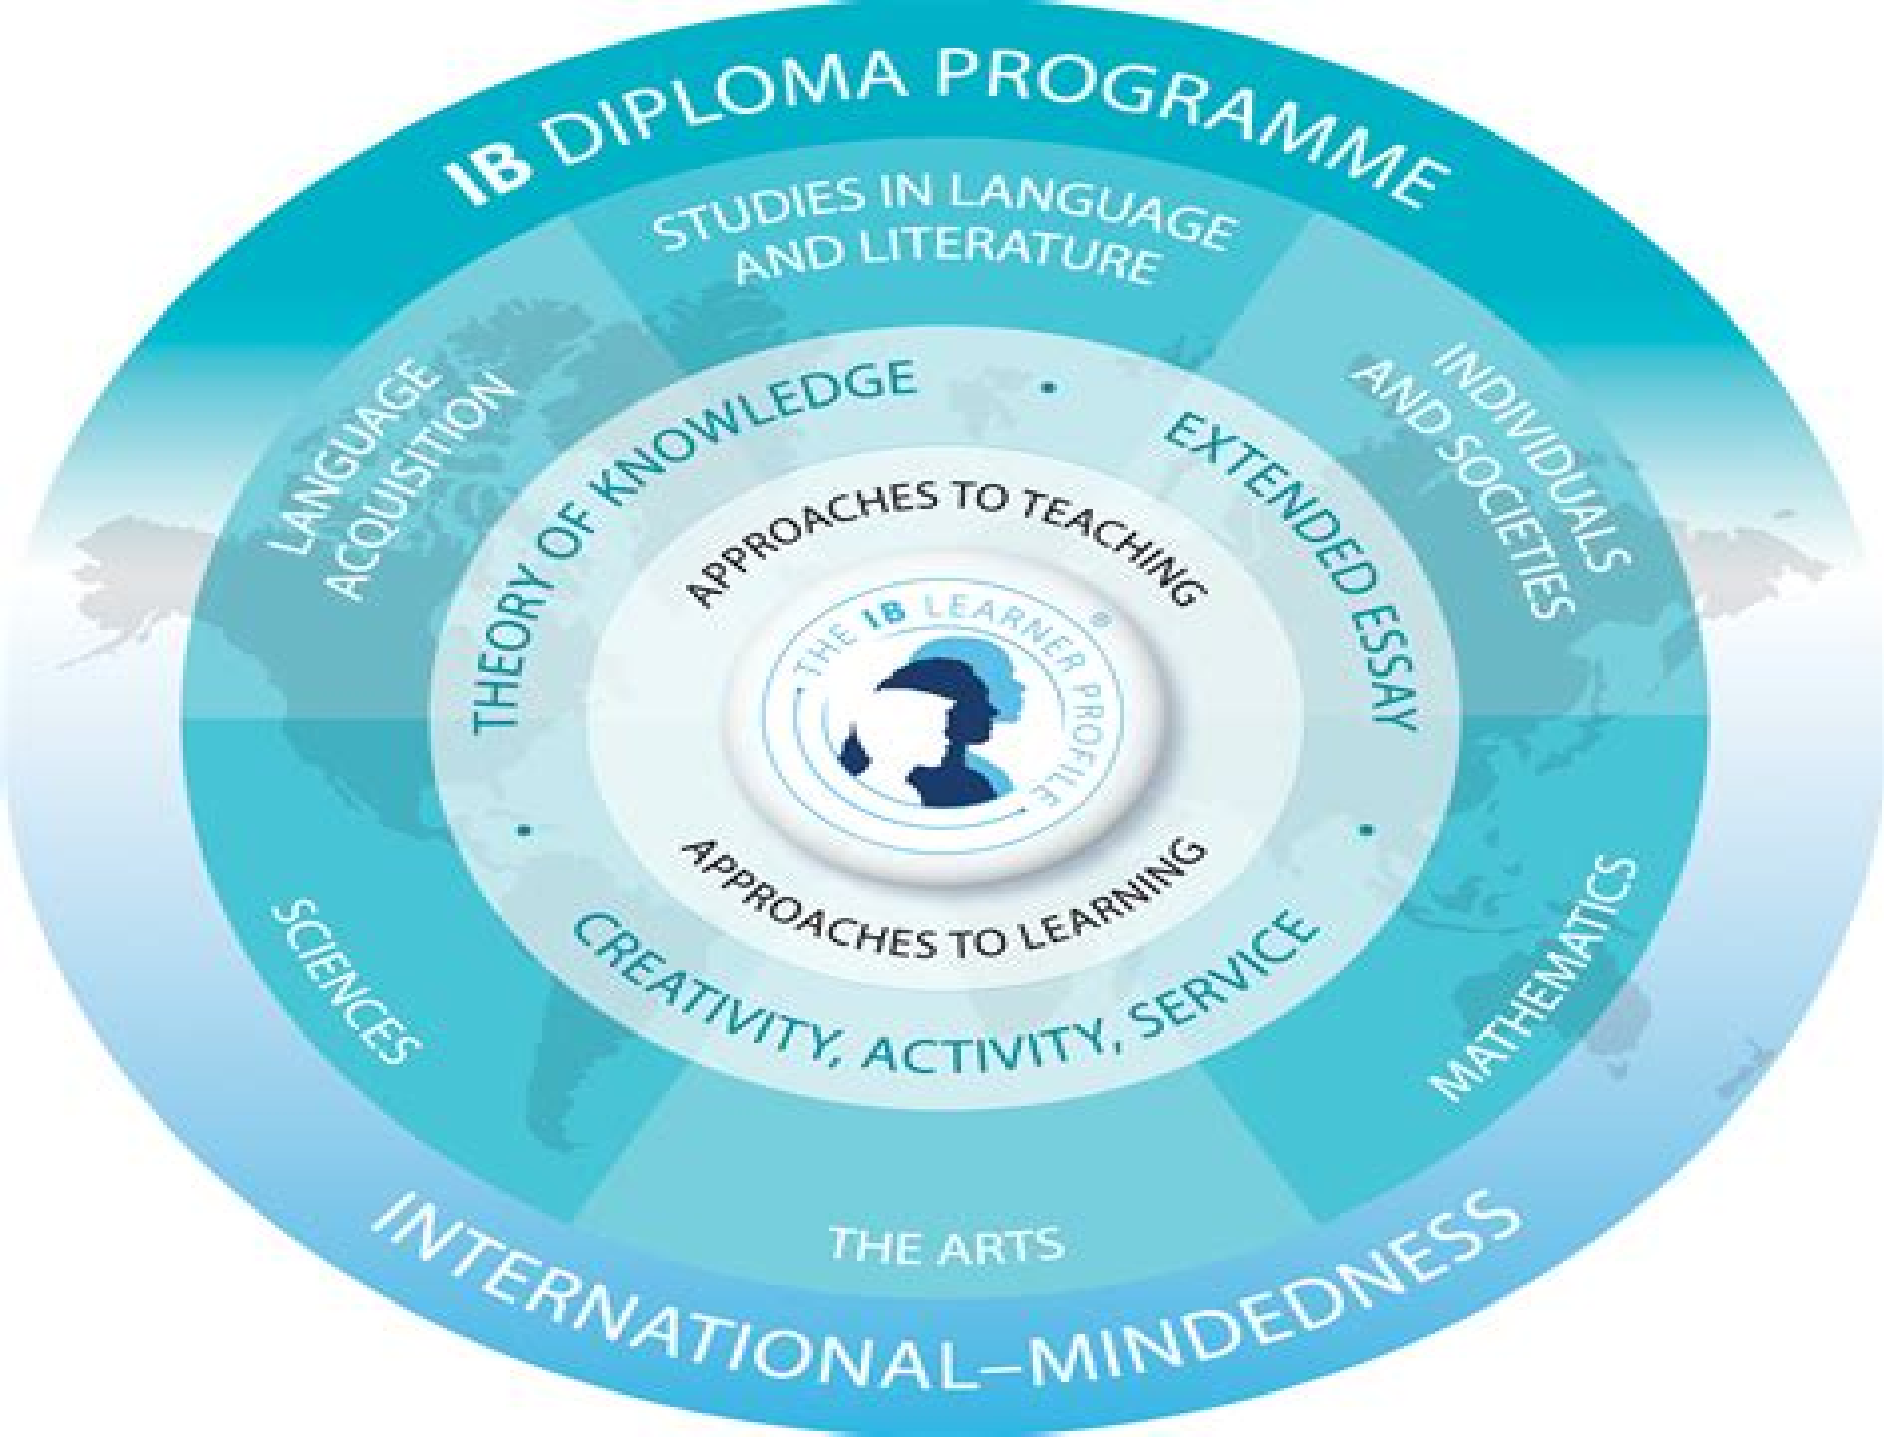 IB DIPLOMA PROGRAMME
STUDIES IN LANGUAGE
AND LITERATURE
LANGUAGE
ACQUISITION
INDIVIDUALS
AND SOCIETIES
THEORY OF KNOWLEDGE
EXTENDED ESSAY
APPROACHES TO TEACHING
THE IB LEARNER PROFILE ®
APPROACHES TO LEARNING
CREATIVITY, ACTIVITY, SERVICE
SCIENCES
MATHEMATICS
THE ARTS
INTERNATIONAL–MINDEDNESS